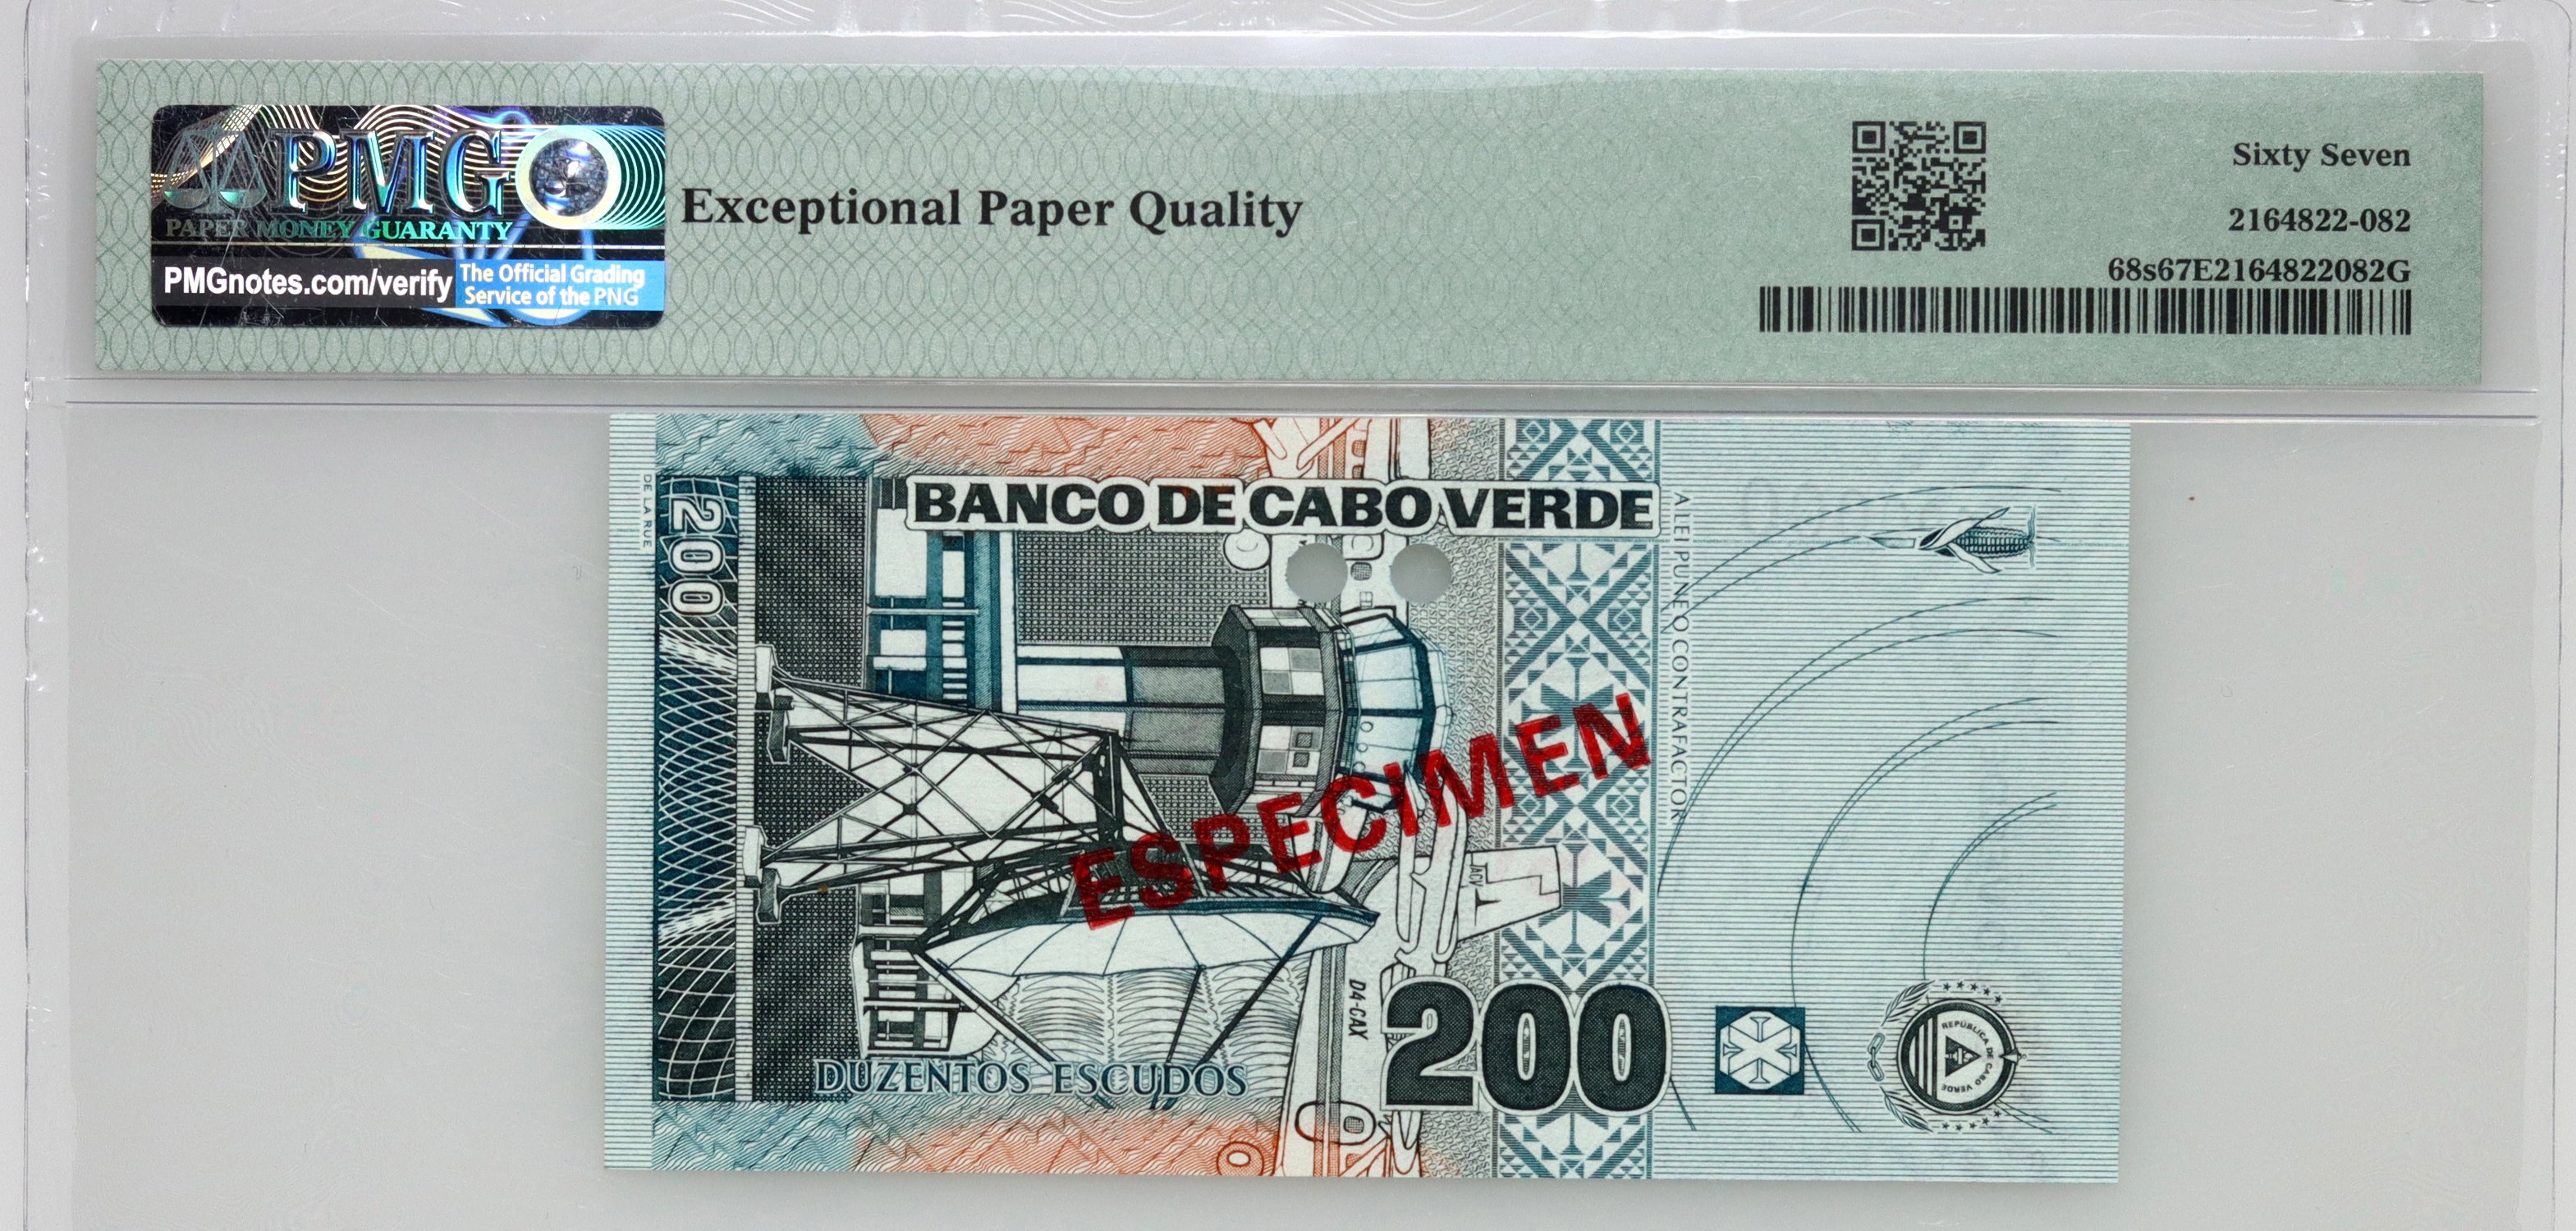 PMG
PAPER MONEY GUARANTY
PMGnotes.com/verify
The Official Grading
Service of the PNG
Exceptional Paper Quality
Sixty Seven
2164822-082
68s67E2164822082G
DE LA RUE
200
BANCO DE CABO VERDE
A LEI PUNE O CONTRAFACTOR
ESPECIMEN
TACV
D4-CAX
200
DUZENTOS ESCUDOS
REPÚBLICA DE CABO VERDE